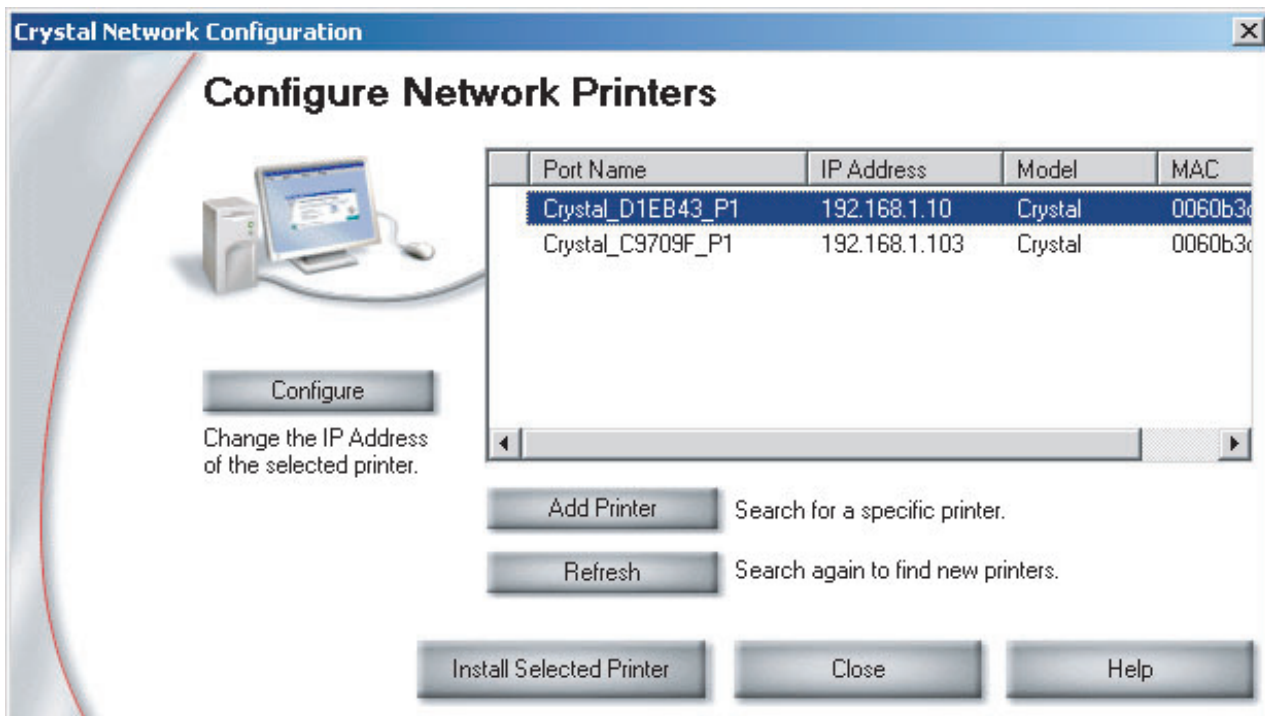 Crystal Network Configuration
Configure Network Printers
Port Name IP Address Model MAC
Crystal_D1EB43_P1 192.168.1.10 Crystal 0060b3
Crystal_C9709F_P1 192.168.1.103 Crystal 0060b3
Configure
Change the IP Address
of the selected printer.
Add Printer Search for a specific printer.
Refresh Search again to find new printers.
Install Selected Printer Close Help